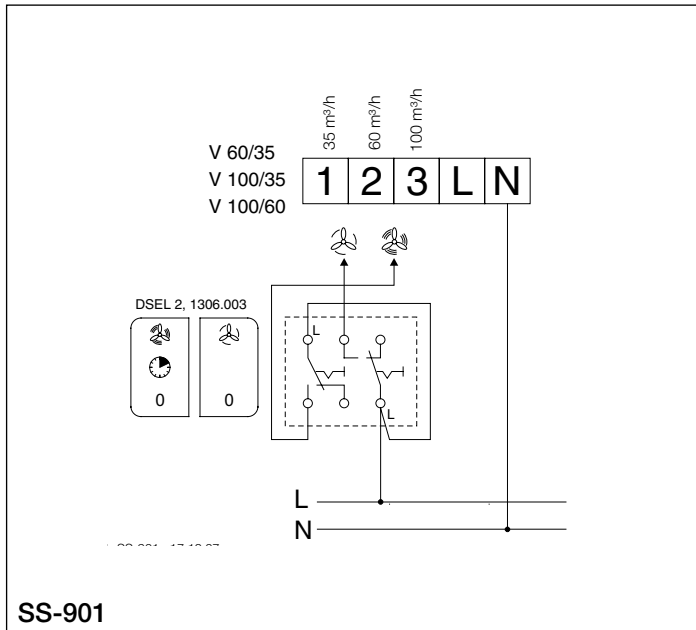 35 m³/h
60 m³/h
100 m³/h
V 60/35
V 100/35
V 100/60
1 2 3 L N
DSEL 2, 1306.003
0
0
L
L
L
N
SS-901